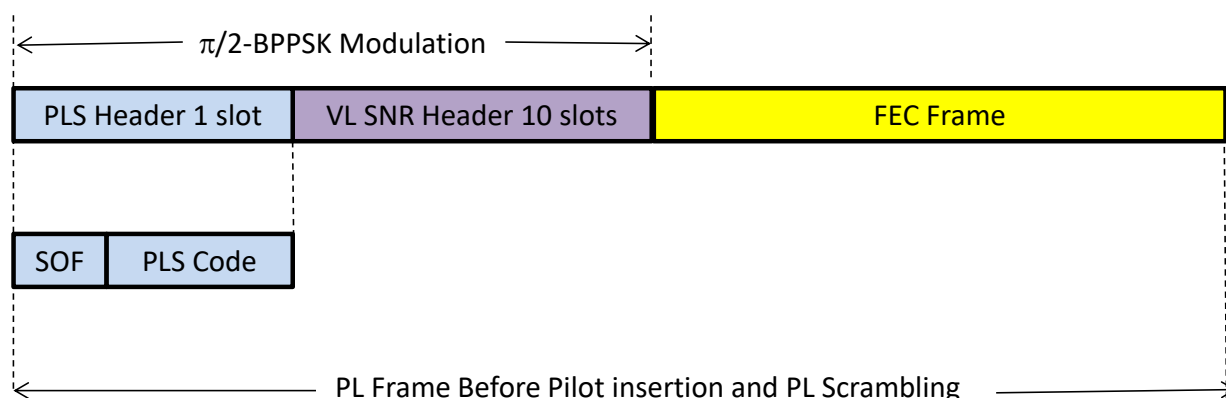 π/2-BPPSK Modulation
PLS Header 1 slot
VL SNR Header 10 slots
FEC Frame
SOF
PLS Code
PL Frame Before Pilot insertion and PL Scrambling